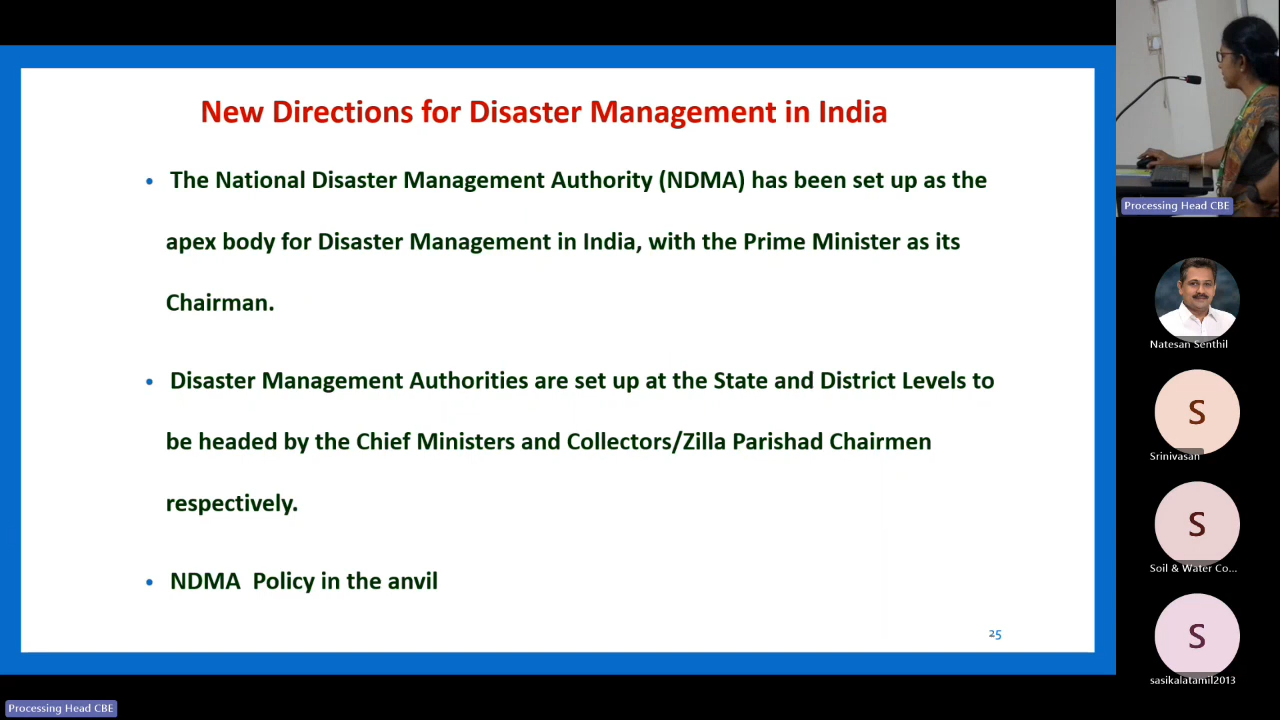 New Directions for Disaster Management in India
• The National Disaster Management Authority (NDMA) has been set up as the
apex body for Disaster Management in India, with the Prime Minister as its
Chairman.
• Disaster Management Authorities are set up at the State and District Levels to
be headed by the Chief Ministers and Collectors/Zilla Parishad Chairmen
respectively.
• NDMA Policy in the anvil
25
Processing Head CBE
Natesan Senthil
S
Srinivasan
S
Soil & Water Co...
S
sasikalatamil2013
Processing Head CBE